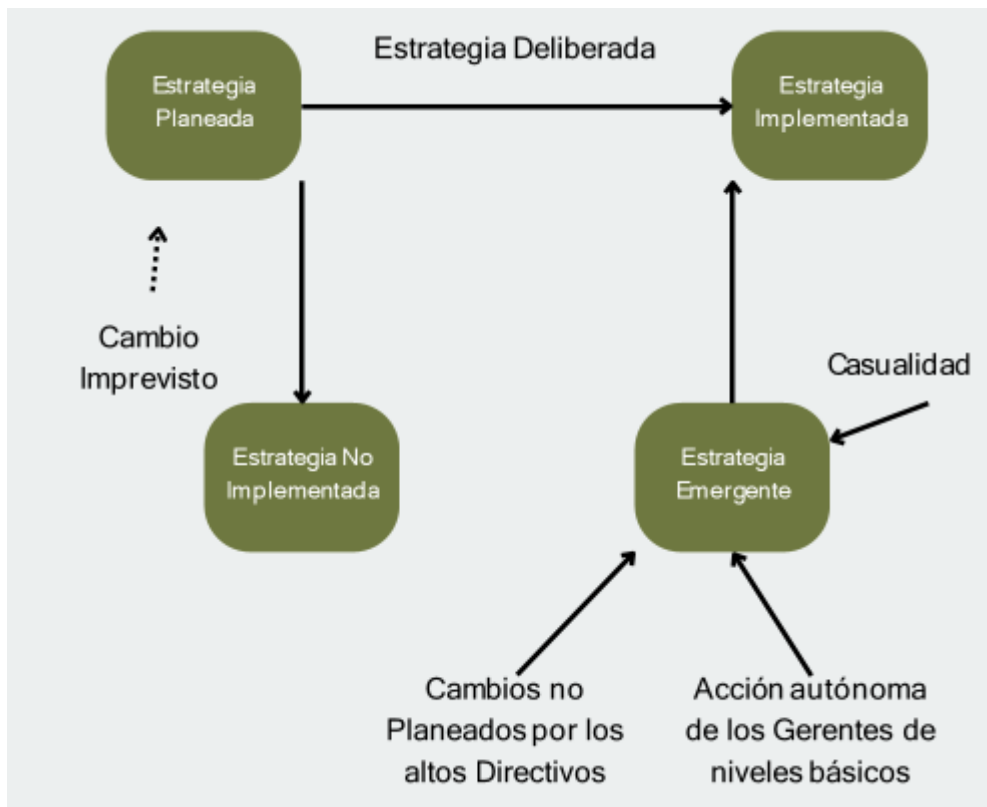 Estrategia Deliberada
Estrategia
Planeada
Estrategia
Implementada
Cambio
Imprevisto
Casualidad
Estrategia No
Implementada
Estrategia
Emergente
Cambios no
Planeados por los
altos Directivos
Acción autónoma
de los Gerentes de
niveles básicos